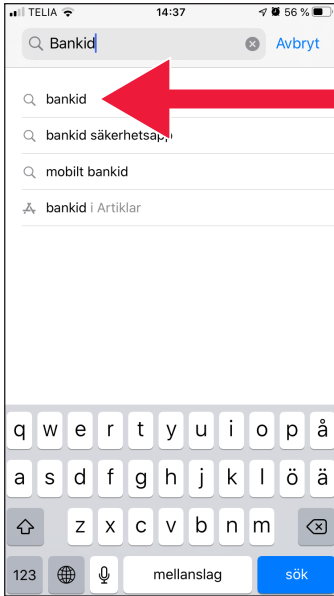 TELIA 14:37 56 %
Bankid Avbryt
bankid
bankid säkerhetsapp
mobilt bankid
bankid i Artiklar
q w e r t y u i o p å
a s d f g h j k l ö ä
z x c v b n m
123 mellanslag sök